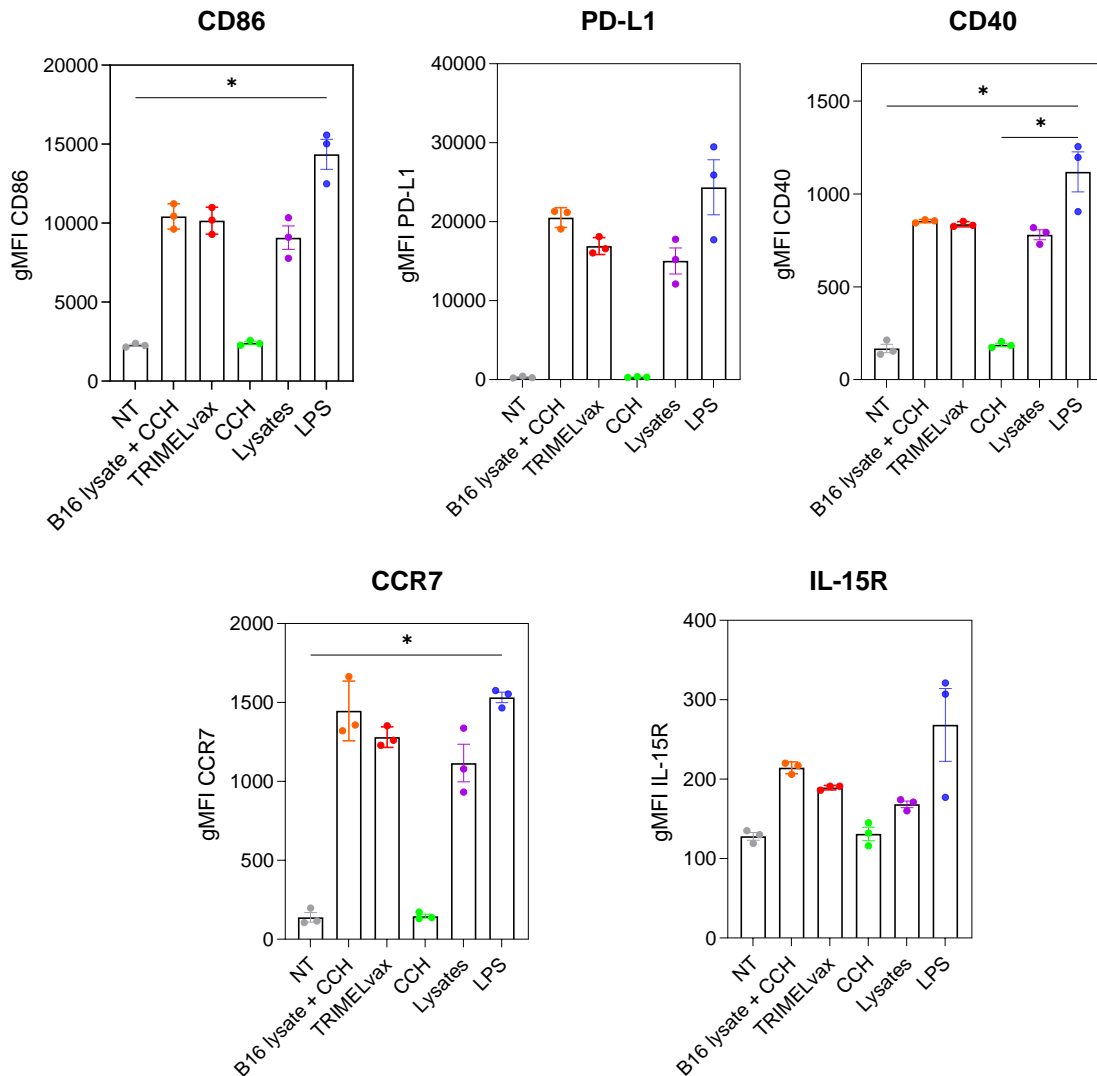 CD86
PD-L1
CD40
gMFI CD86
20000
15000
10000
5000
0
*
NT
B16 lysate + CCH
TRIMELvax
CCH
Lysates
LPS
gMFI PD-L1
40000
30000
20000
10000
0
NT
B16 lysate + CCH
TRIMELvax
CCH
Lysates
LPS
gMFI CD40
1500
1000
500
0
*
*
NT
B16 lysate + CCH
TRIMELvax
CCH
Lysates
LPS
CCR7
IL-15R
gMFI CCR7
2000
1500
1000
500
0
*
NT
B16 lysate + CCH
TRIMELvax
CCH
Lysates
LPS
gMFI IL-15R
400
300
200
100
0
NT
B16 lysate + CCH
TRIMELvax
CCH
Lysates
LPS